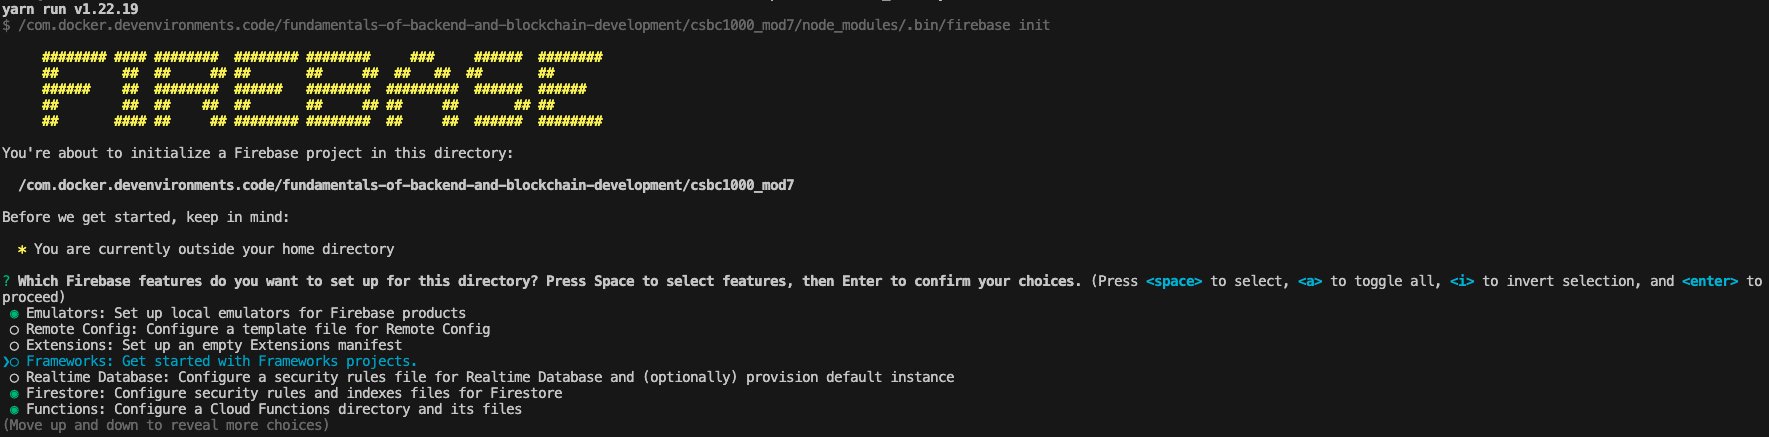 yarn run v1.22.19
$ /com.docker.devenvironments.code/fundamentals-of-backend-and-blockchain-development/csbc1000_mod7/node_modules/.bin/firebase init
FIREBASE
You're about to initialize a Firebase project in this directory:
/com.docker.devenvironments.code/fundamentals-of-backend-and-blockchain-development/csbc1000_mod7
Before we get started, keep in mind:
* You are currently outside your home directory
? Which Firebase features do you want to set up for this directory? Press Space to select features, then Enter to confirm your choices. (Press <space> to select, <a> to toggle all, <i> to invert selection, and <enter> to
proceed)
◉ Emulators: Set up local emulators for Firebase products
◯ Remote Config: Configure a template file for Remote Config
◯ Extensions: Set up an empty Extensions manifest
❯◯ Frameworks: Get started with Frameworks projects.
◯ Realtime Database: Configure a security rules file for Realtime Database and (optionally) provision default instance
◉ Firestore: Configure security rules and indexes files for Firestore
◉ Functions: Configure a Cloud Functions directory and its files
(Move up and down to reveal more choices)